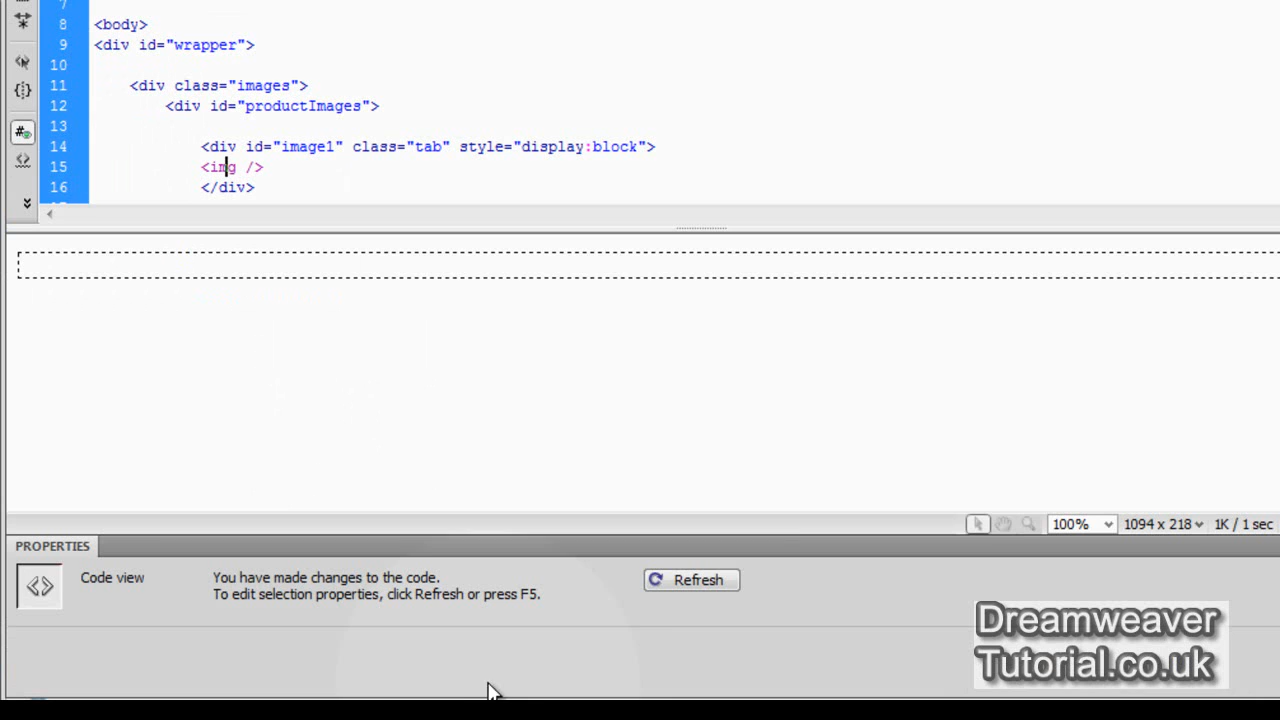 7
8 <body>
9 <div id="wrapper">
10
11 <div class="images">
12 <div id="productImages">
13
14 <div id="image1" class="tab" style="display:block">
15 <img />
16 </div>
100% 1094 x 218 1K / 1 sec
PROPERTIES
Code view
You have made changes to the code.
To edit selection properties, click Refresh or press F5.
Refresh
Dreamweaver
Tutorial.co.uk